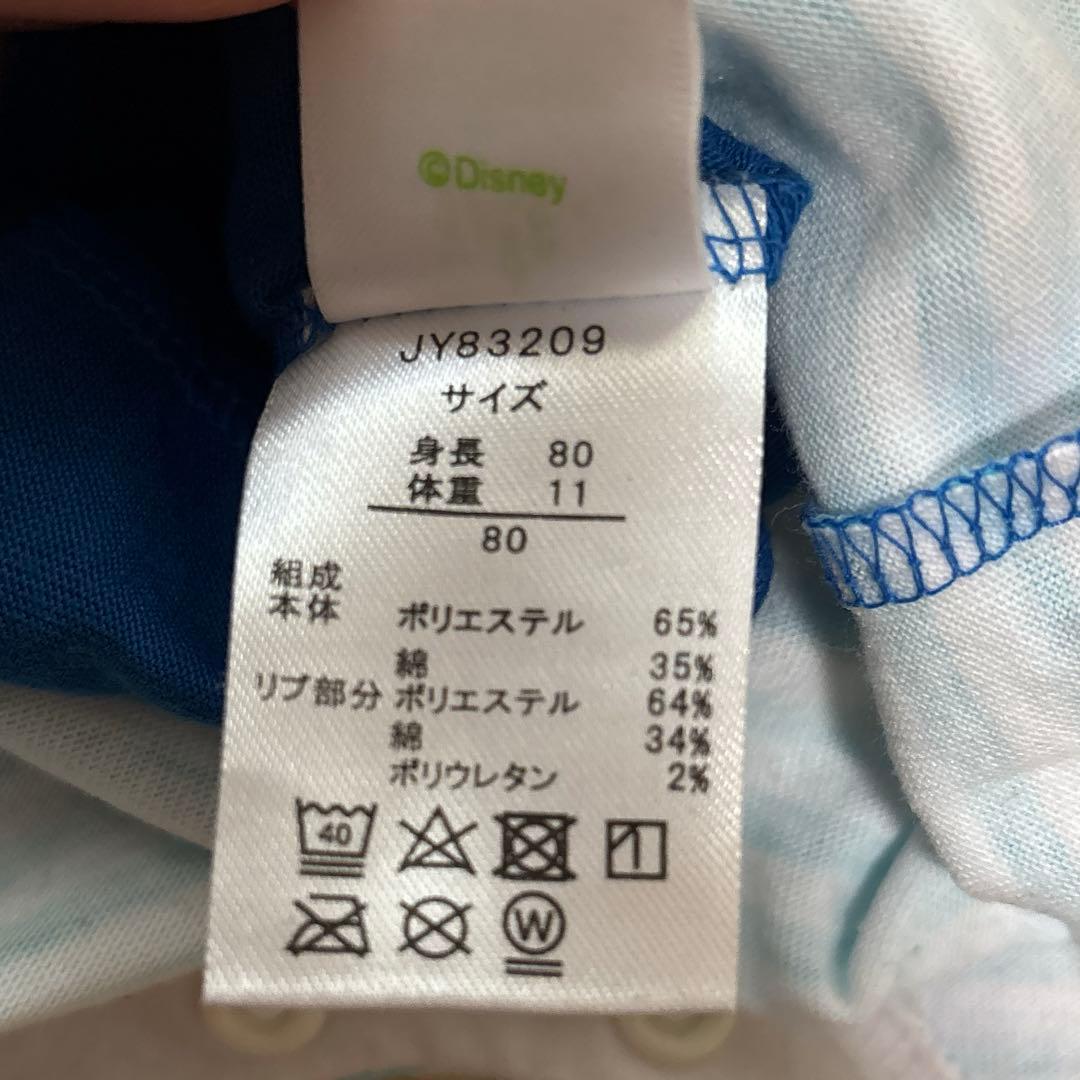 ©Disney
JY83209
サイズ
身長 80
体重 11
80
組成
本体 ポリエステル 65%
綿 35%
リブ部分 ポリエステル 64%
綿 34%
ポリウレタン 2%
40
W